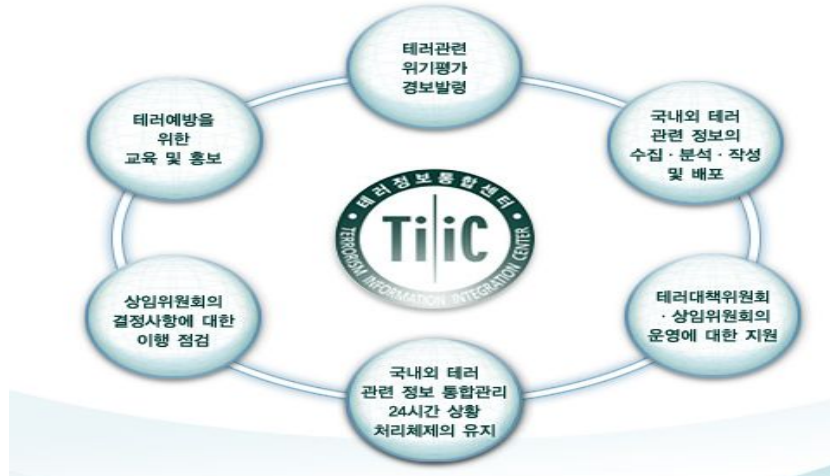 테러관련
위기평가
경보발령
국내외 테러
관련 정보의
수집 · 분석 · 작성
및 배포
테러대책위원회
· 상임위원회의
운영에 대한 지원
국내외 테러
관련 정보 통합관리
24시간 상황
처리체제의 유지
상임위원회의
결정사항에 대한
이행 점검
테러예방을
위한
교육 및 홍보
• 테러정보통합센터 •
TiiC
TERRORISM INFORMATION INTEGRATION CENTER